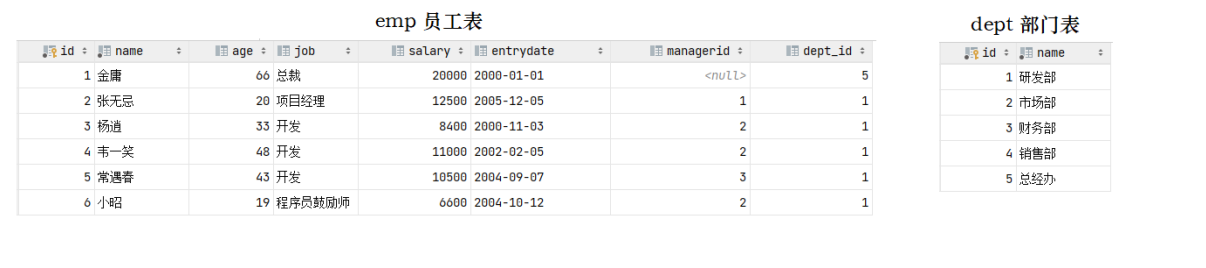 emp 员工表
id name age job salary entrydate managerid dept_id
1 金庸 66 总裁 20000 2000-01-01 <null> 5
2 张无忌 20 项目经理 12500 2005-12-05 1 1
3 杨逍 33 开发 8400 2000-11-03 2 1
4 韦一笑 48 开发 11000 2002-02-05 2 1
5 常遇春 43 开发 10500 2004-09-07 3 1
6 小昭 19 程序员鼓励师 6600 2004-10-12 2 1
dept 部门表
id name
1 研发部
2 市场部
3 财务部
4 销售部
5 总经办